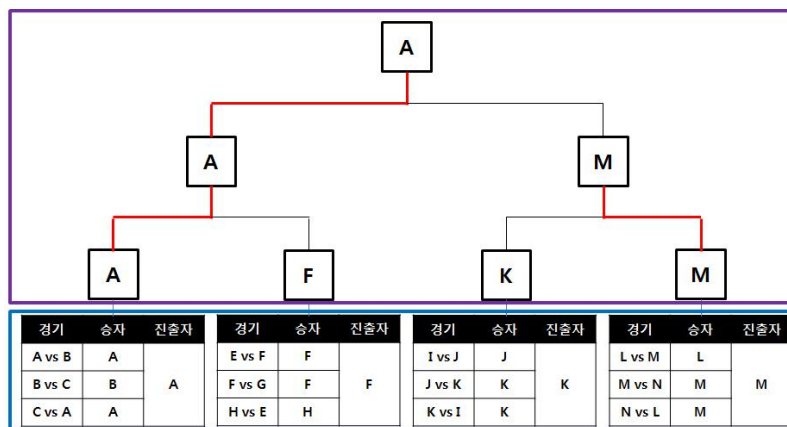 A
A M
A F K M
경기 승자 진출자 경기 승자 진출자 경기 승자 진출자 경기 승자 진출자
A vs B A E vs F F I vs J J L vs M L
B vs C B A F vs G F F J vs K K K M vs N M M
C vs A A H vs E H K vs I K N vs L M